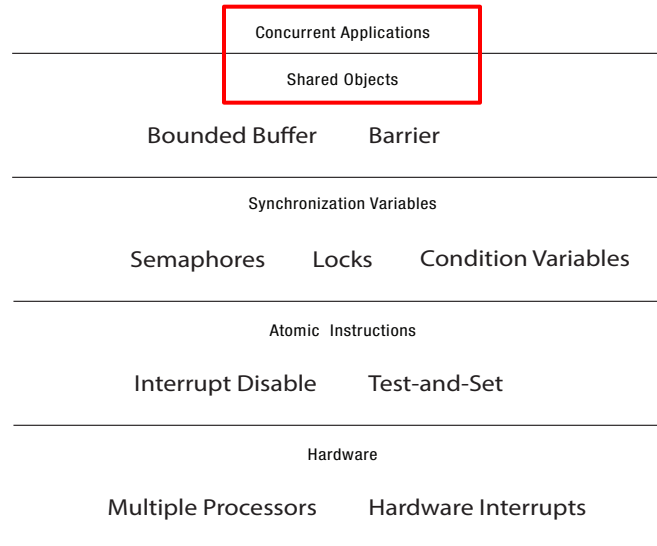 Concurrent Applications
Shared Objects
Bounded Buffer Barrier
Synchronization Variables
Semaphores Locks Condition Variables
Atomic Instructions
Interrupt Disable Test-and-Set
Hardware
Multiple Processors Hardware Interrupts